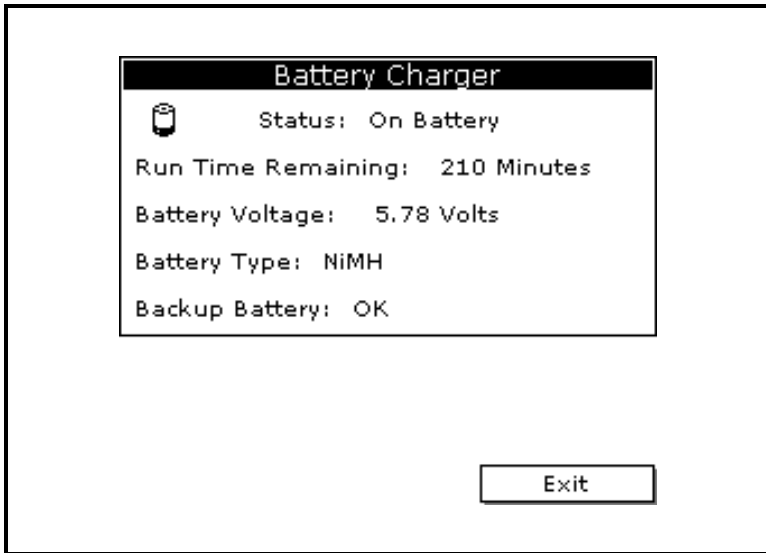 Battery Charger
Status: On Battery
Run Time Remaining: 210 Minutes
Battery Voltage: 5.78 Volts
Battery Type: NiMH
Backup Battery: OK
Exit